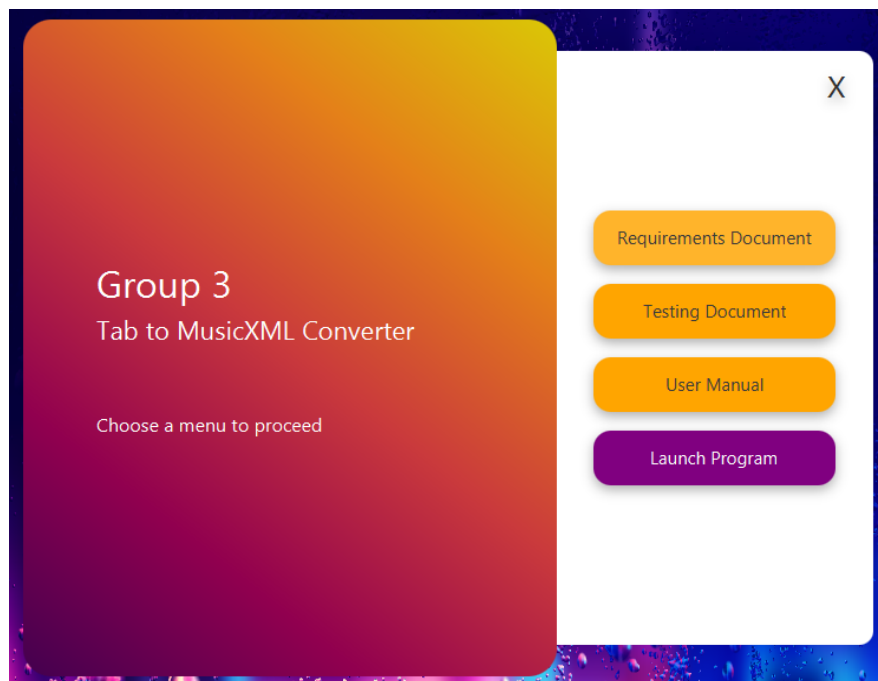 Group 3
Tab to MusicXML Converter
Choose a menu to proceed
X
Requirements Document
Testing Document
User Manual
Launch Program